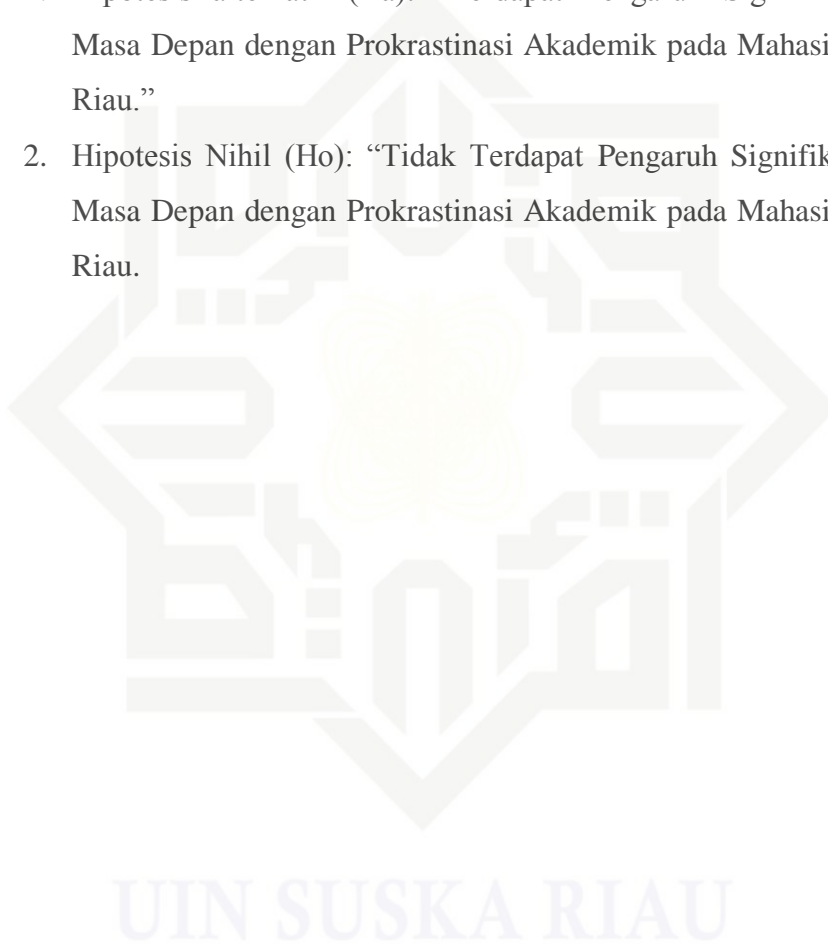 Masa Depan dengan Prokrastinasi Akademik pada Mahasi
Riau.”
2. Hipotesis Nihil (Ho): “Tidak Terdapat Pengaruh Signifik
Masa Depan dengan Prokrastinasi Akademik pada Mahasi
Riau.
UIN SUSKA RIAU